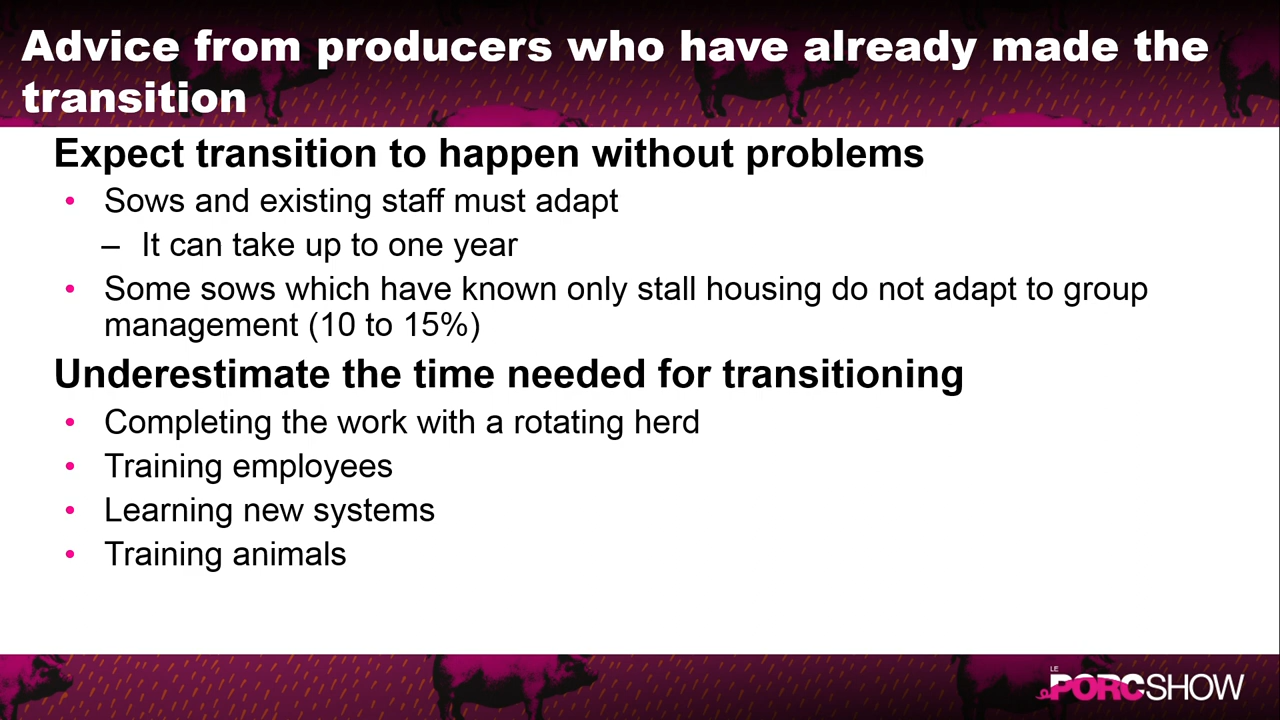 Advice from producers who have already made the
transition
Expect transition to happen without problems
• Sows and existing staff must adapt
– It can take up to one year
• Some sows which have known only stall housing do not adapt to group
management (10 to 15%)
Underestimate the time needed for transitioning
• Completing the work with a rotating herd
• Training employees
• Learning new systems
• Training animals
LE
PORCSHOW